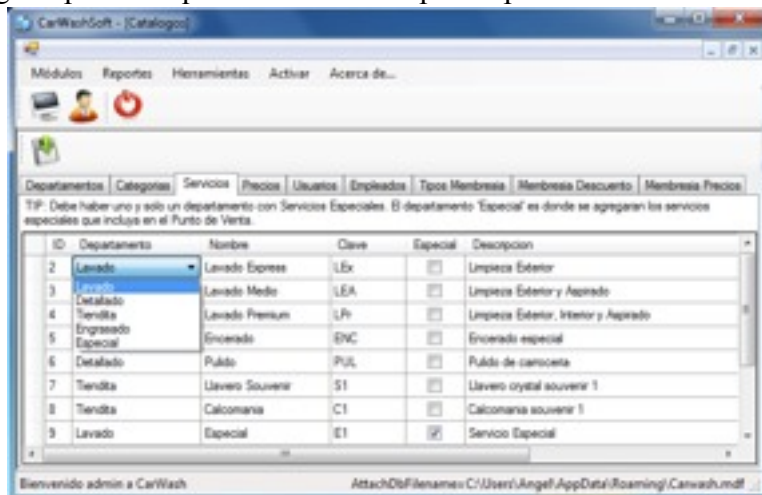 CarWashSoft - [Catalogos]
Módulos Reportes Herramientas Activar Acerca de...
Departamentos Categorias Servicios Precios Usuarios Empleados Tipos Membresia Membresia Descuento Membresia Precios
TIP: Debe haber uno y solo un departamento con Servicios Especiales. El departamento 'Especial' es donde se agregaran los servicios
especiales que incluya en el Punto de Venta.
ID Departamento Nombre Clave Especial Descripcion
2 Lavado Lavado Express LEx Limpieza Exterior
3 Lavado Lavado Medio LEA Limpieza Exterior y Aspirado
Detallado
4 Tiendita Lavado Premium LPr Limpieza Exterior, Interior y Aspirado
Engrasado
5 Especial Encerado ENC Encerado especial
6 Detallado Pulido PUL Pulido de carroceria
7 Tiendita Llavero Souvenir S1 Llavero crystal souvenir 1
8 Tiendita Calcomania C1 Calcomania souvenir 1
9 Lavado Especial E1 Servicio Especial
Bienvenido admin a CarWash AttachDbFilename=C:\Users\Angel\AppData\Roaming\Carwash.mdf